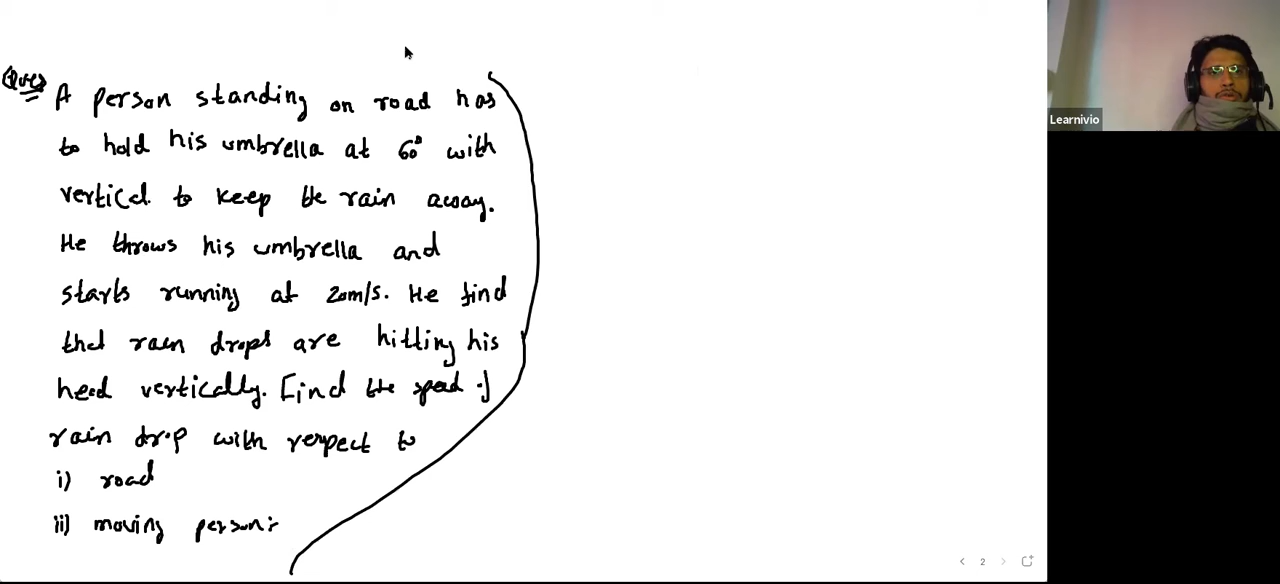 Ques
A person standing on road has
to hold his umbrella at 60° with
vertical to keep the rain away.
He throws his umbrella and
starts running at 20m/s. He find
that rain drops are hitting his
head vertically. Find the speed of
rain drop with respect to
i) road
ii) moving person:
Learnivio
2